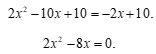 2x² −10x+10 = −2x+10.
2x² −8x = 0.